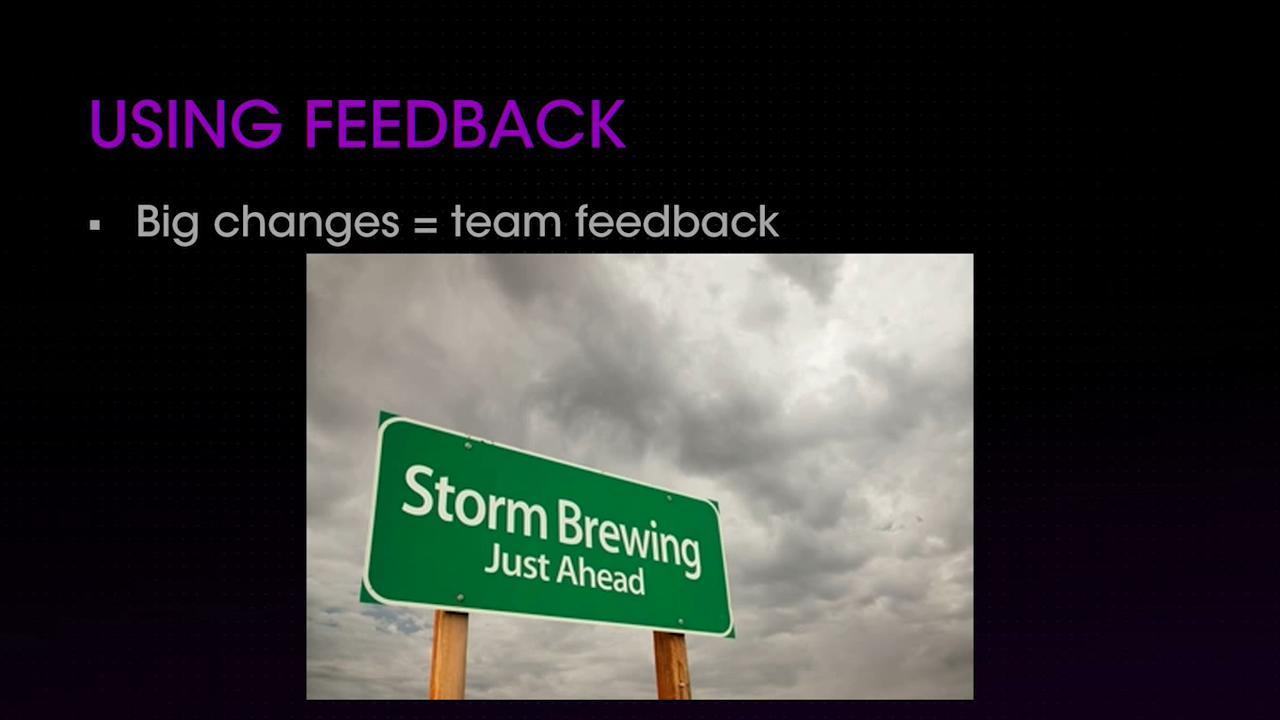 USING FEEDBACK
▪ Big changes = team feedback
Storm Brewing
Just Ahead